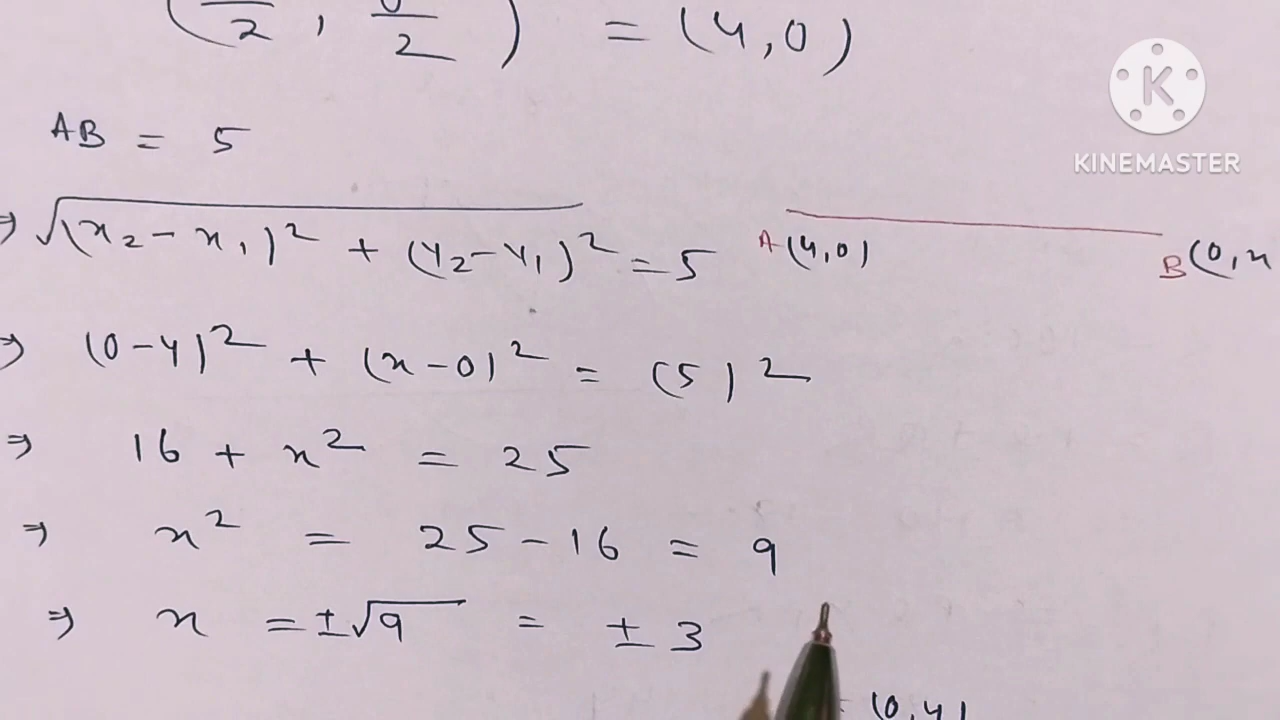 ( /2 , /2 ) = (4,0)
K
KINEMASTER
AB = 5
⇒ √(x₂-x₁)² + (y₂-y₁)² = 5
A(4,0)
B(0,x
⇒ (0-4)² + (x-0)² = (5)²
⇒ 16 + x² = 25
⇒ x² = 25-16 = 9
⇒ x = ±√9 = ±3
(0,4)